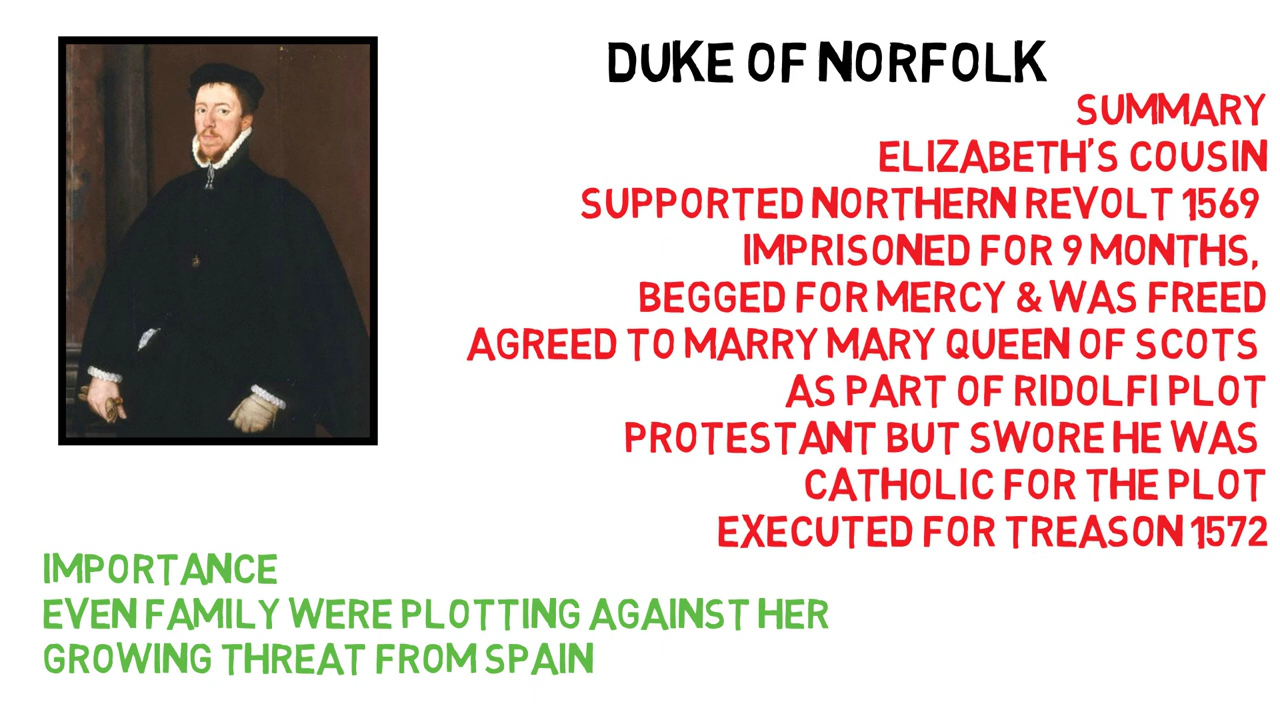 DUKE OF NORFOLK
SUMMARY
ELIZABETH'S COUSIN
SUPPORTED NORTHERN REVOLT 1569
IMPRISONED FOR 9 MONTHS,
BEGGED FOR MERCY & WAS FREED
AGREED TO MARRY MARY QUEEN OF SCOTS
AS PART OF RIDOLFI PLOT
PROTESTANT BUT SWORE HE WAS
CATHOLIC FOR THE PLOT
EXECUTED FOR TREASON 1572
IMPORTANCE
EVEN FAMILY WERE PLOTTING AGAINST HER
GROWING THREAT FROM SPAIN